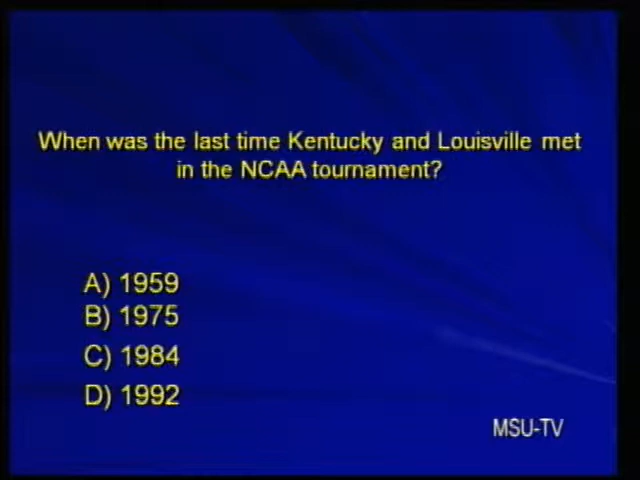 When was the last time Kentucky and Louisville met
in the NCAA tournament?
A) 1959
B) 1975
C) 1984
D) 1992
MSU-TV